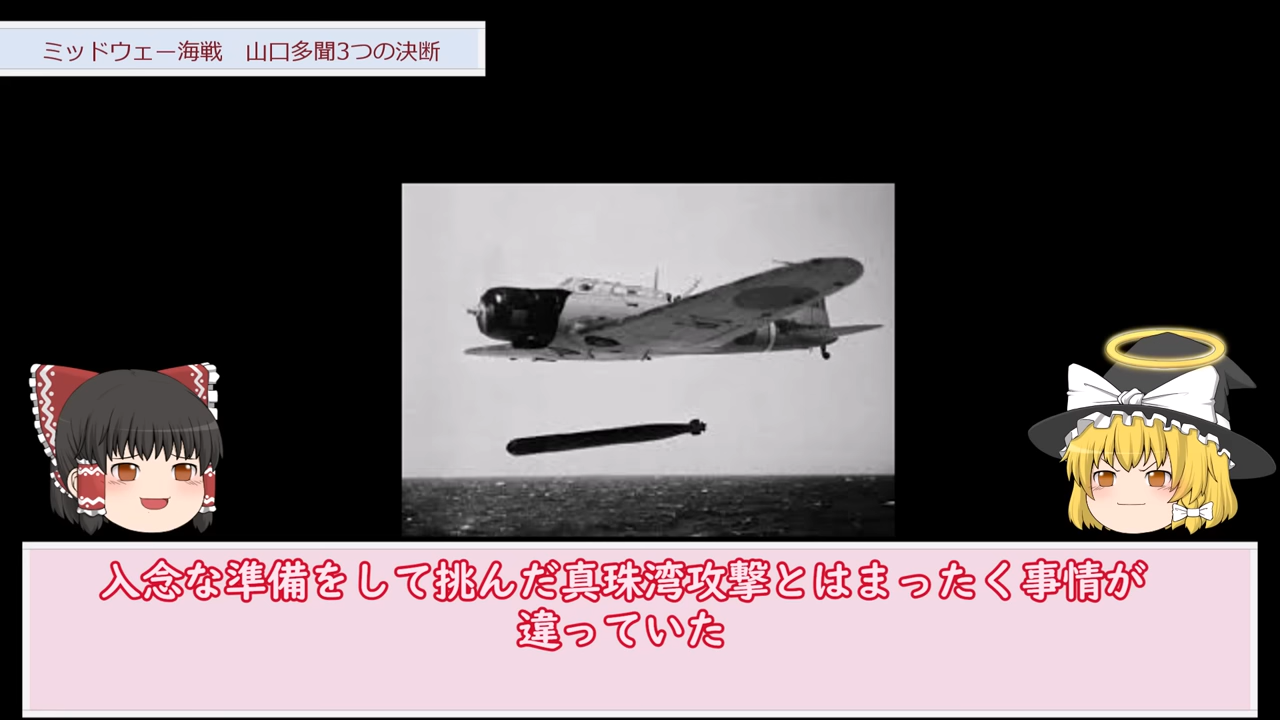 ミッドウェー海戦　山口多聞3つの決断
入念な準備をして挑んだ真珠湾攻撃とはまったく事情が
違っていた